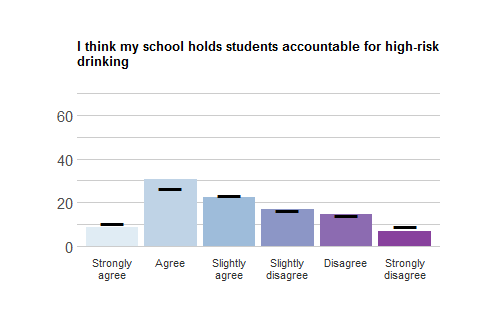 I think my school holds students accountable for high-risk
drinking
60
40
20
0
Strongly
agree
Agree
Slightly
agree
Slightly
disagree
Disagree
Strongly
disagree